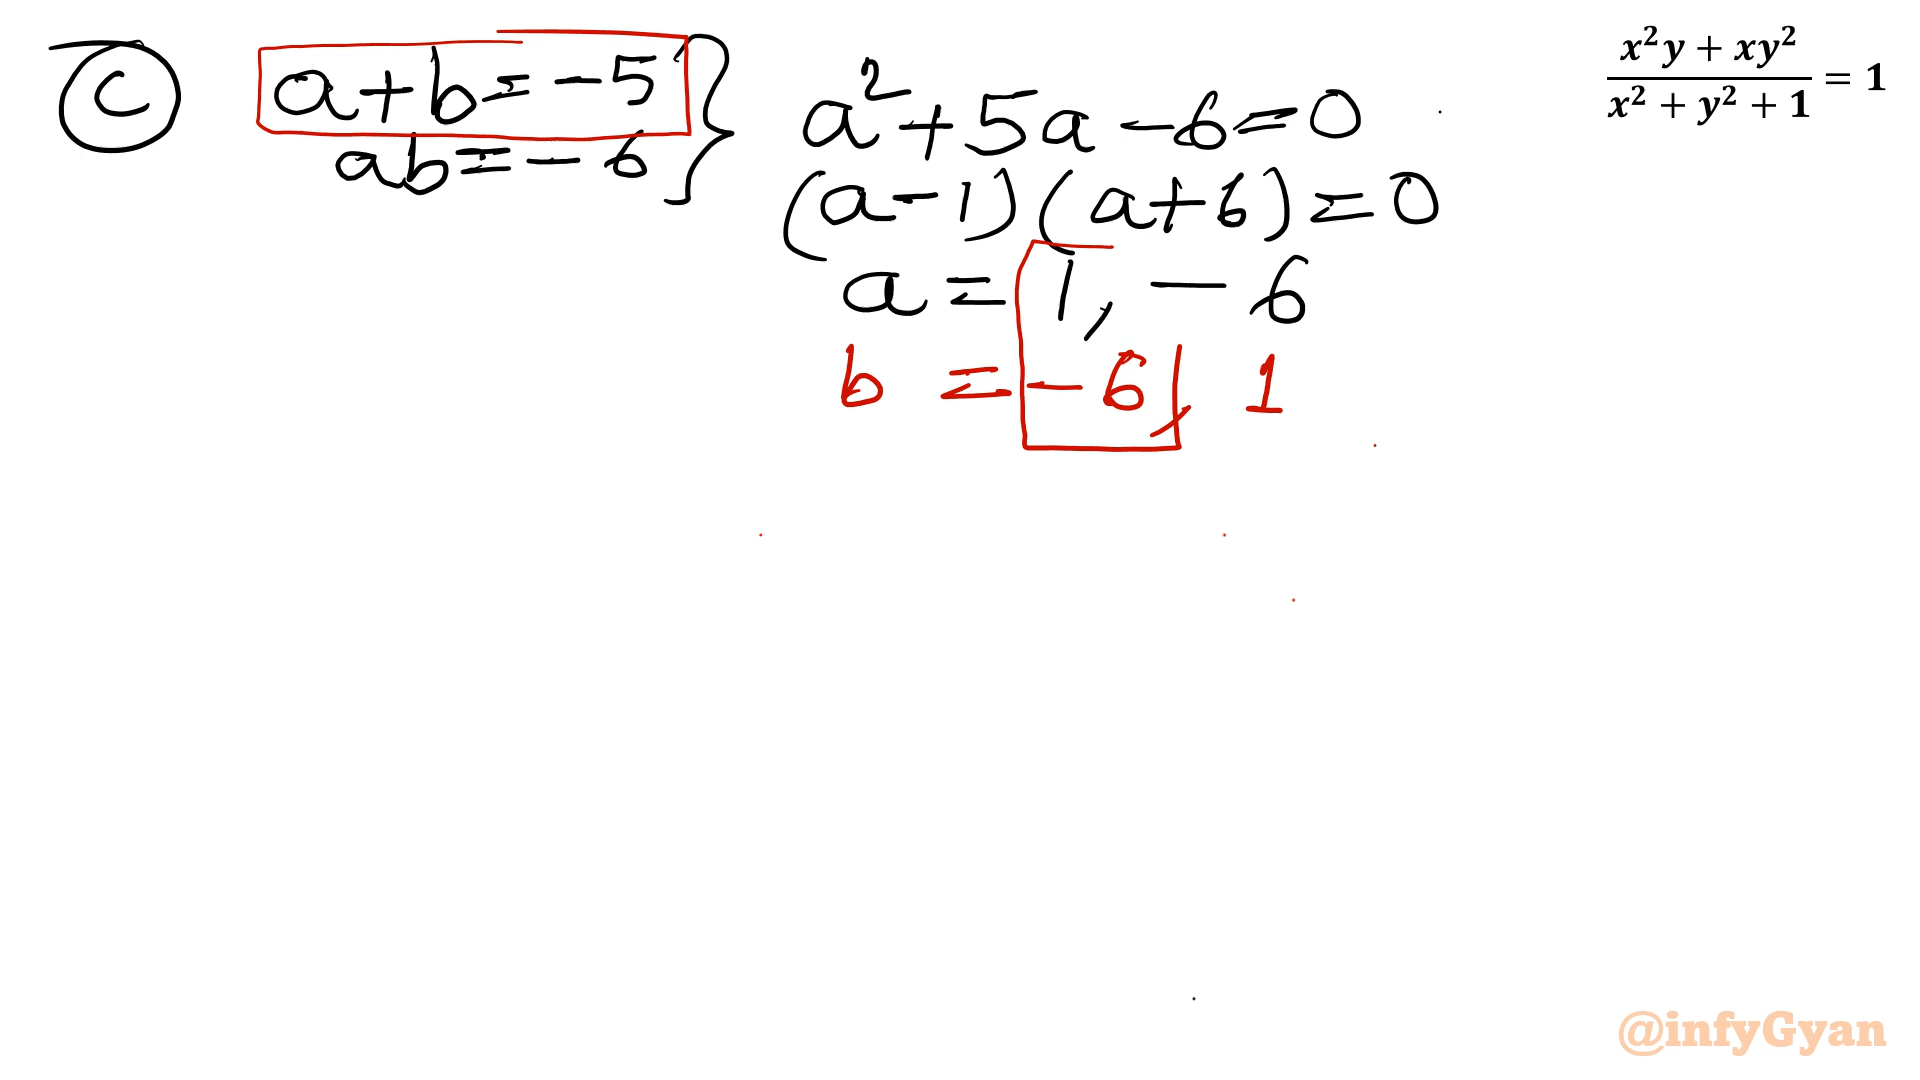 C
a+b=-5
ab=-6
a²+5a-6=0
(a-1)(a+6)=0
a=1,-6
b=-6,1
x²y + xy²
x² + y² + 1
= 1
@infyGyan